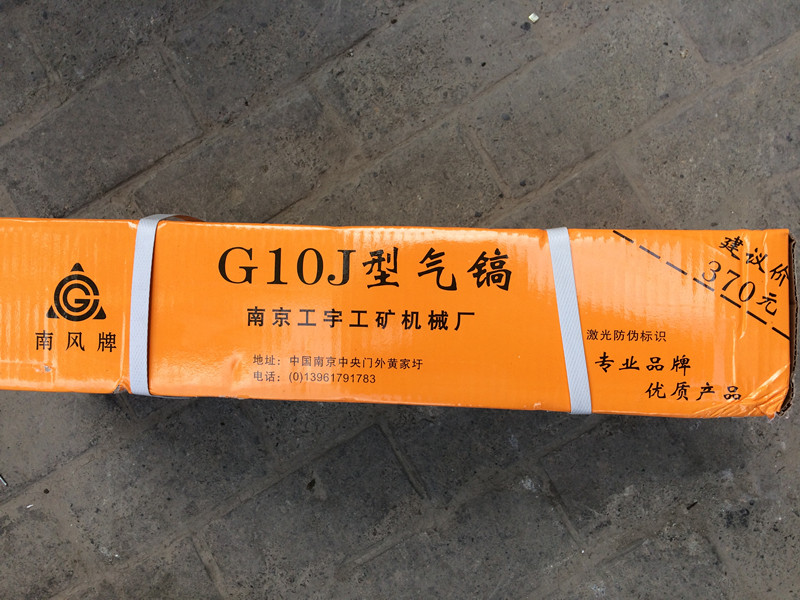 G
南风牌
G10J型气镐
南京工宇工矿机械厂
地址：中国南京中央门外黄家圩
电话：(0)13961791783
建议价
370元
激光防伪标识
专业品牌
优质产品